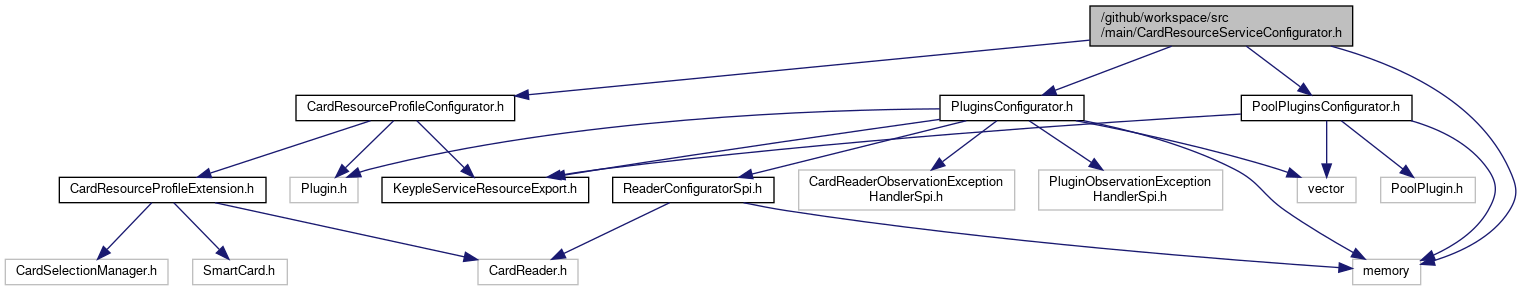 /github/workspace/src
/main/CardResourceServiceConfigurator.h
CardResourceProfileConfigurator.h
PluginsConfigurator.h
PoolPluginsConfigurator.h
CardResourceProfileExtension.h
Plugin.h
KeypleServiceResourceExport.h
ReaderConfiguratorSpi.h
CardReaderObservationException
HandlerSpi.h
PluginObservationException
HandlerSpi.h
vector
PoolPlugin.h
CardSelectionManager.h
SmartCard.h
CardReader.h
memory